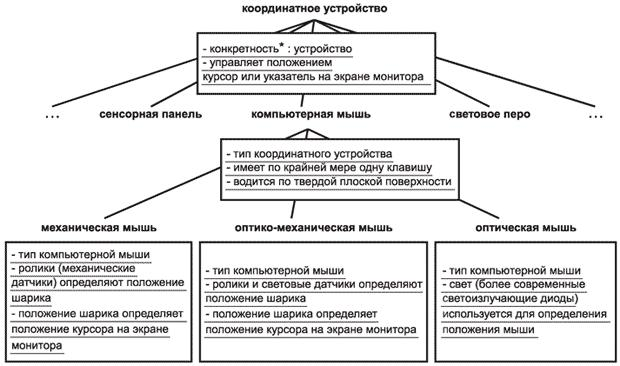 координатное устройство
- конкретность* : устройство
- управляет положением
курсор или указатель на экране монитора
... сенсорная панель компьютерная мышь световое перо ...
- тип координатного устройства
- имеет по крайней мере одну клавишу
- водится по твердой плоской поверхности
механическая мышь
- тип компьютерной мыши
- ролики (механические
датчики) определяют положение
шарика
- положение шарика определяет
положение курсора на экране
монитора
оптико-механическая мышь
- тип компьютерной мыши
- ролики и световые датчики определяют
положение шарика
- положение шарика определяет
положение курсора на экране монитора
оптическая мышь
- тип компьютерной мыши
- свет (более современные
светоизлучающие диоды)
используется для определения
положения мыши